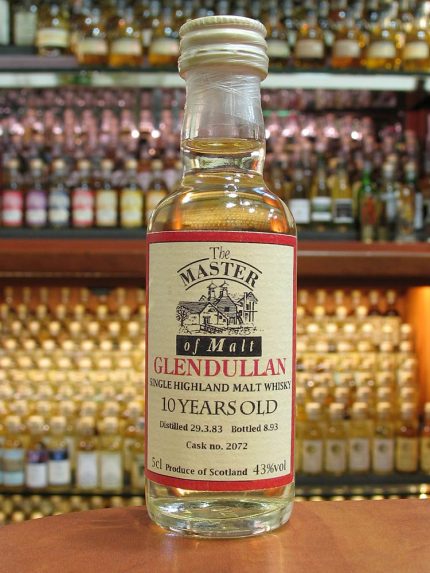 The
MASTER
of Malt
GLENDULLAN
SINGLE HIGHLAND MALT WHISKY
10 YEARS OLD
Distilled 29.3.83 Bottled 8.93
Cask no. 2072
5cl Produce of Scotland 43%vol